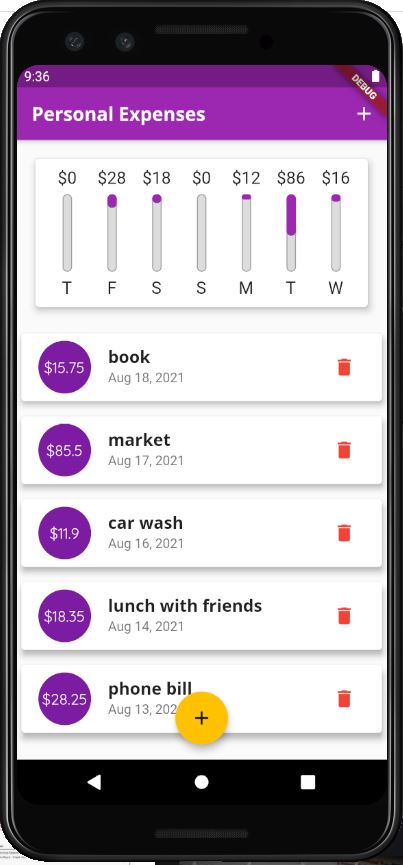 9:36
DEBUG
Personal Expenses
$0 $28 $18 $0 $12 $86 $16
T F S S M T W
$15.75
book
Aug 18, 2021
$85.5
market
Aug 17, 2021
$11.9
car wash
Aug 16, 2021
$18.35
lunch with friends
Aug 14, 2021
$28.25
phone bill
Aug 13, 202